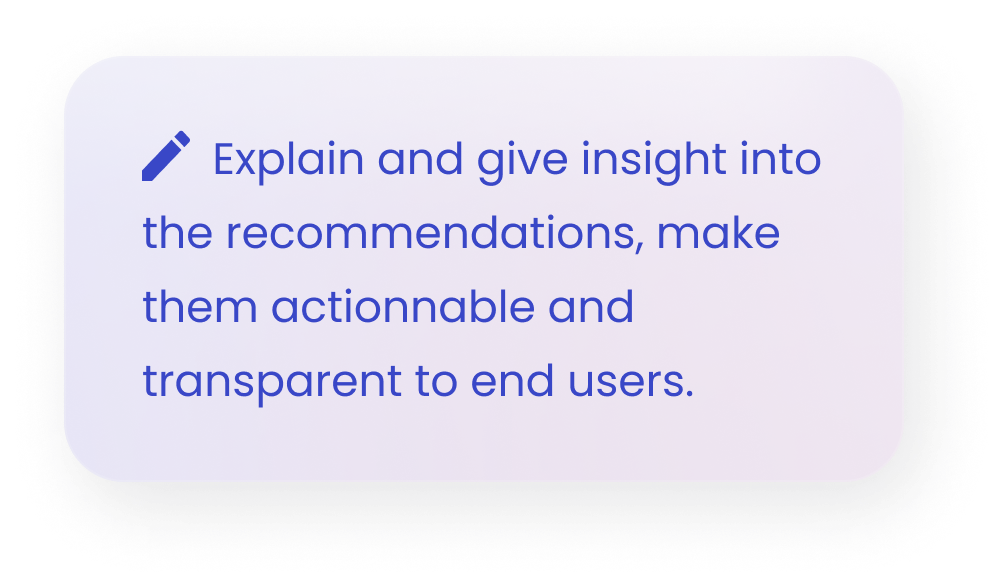 Explain and give insight into
the recommendations, make
them actionnable and
transparent to end users.